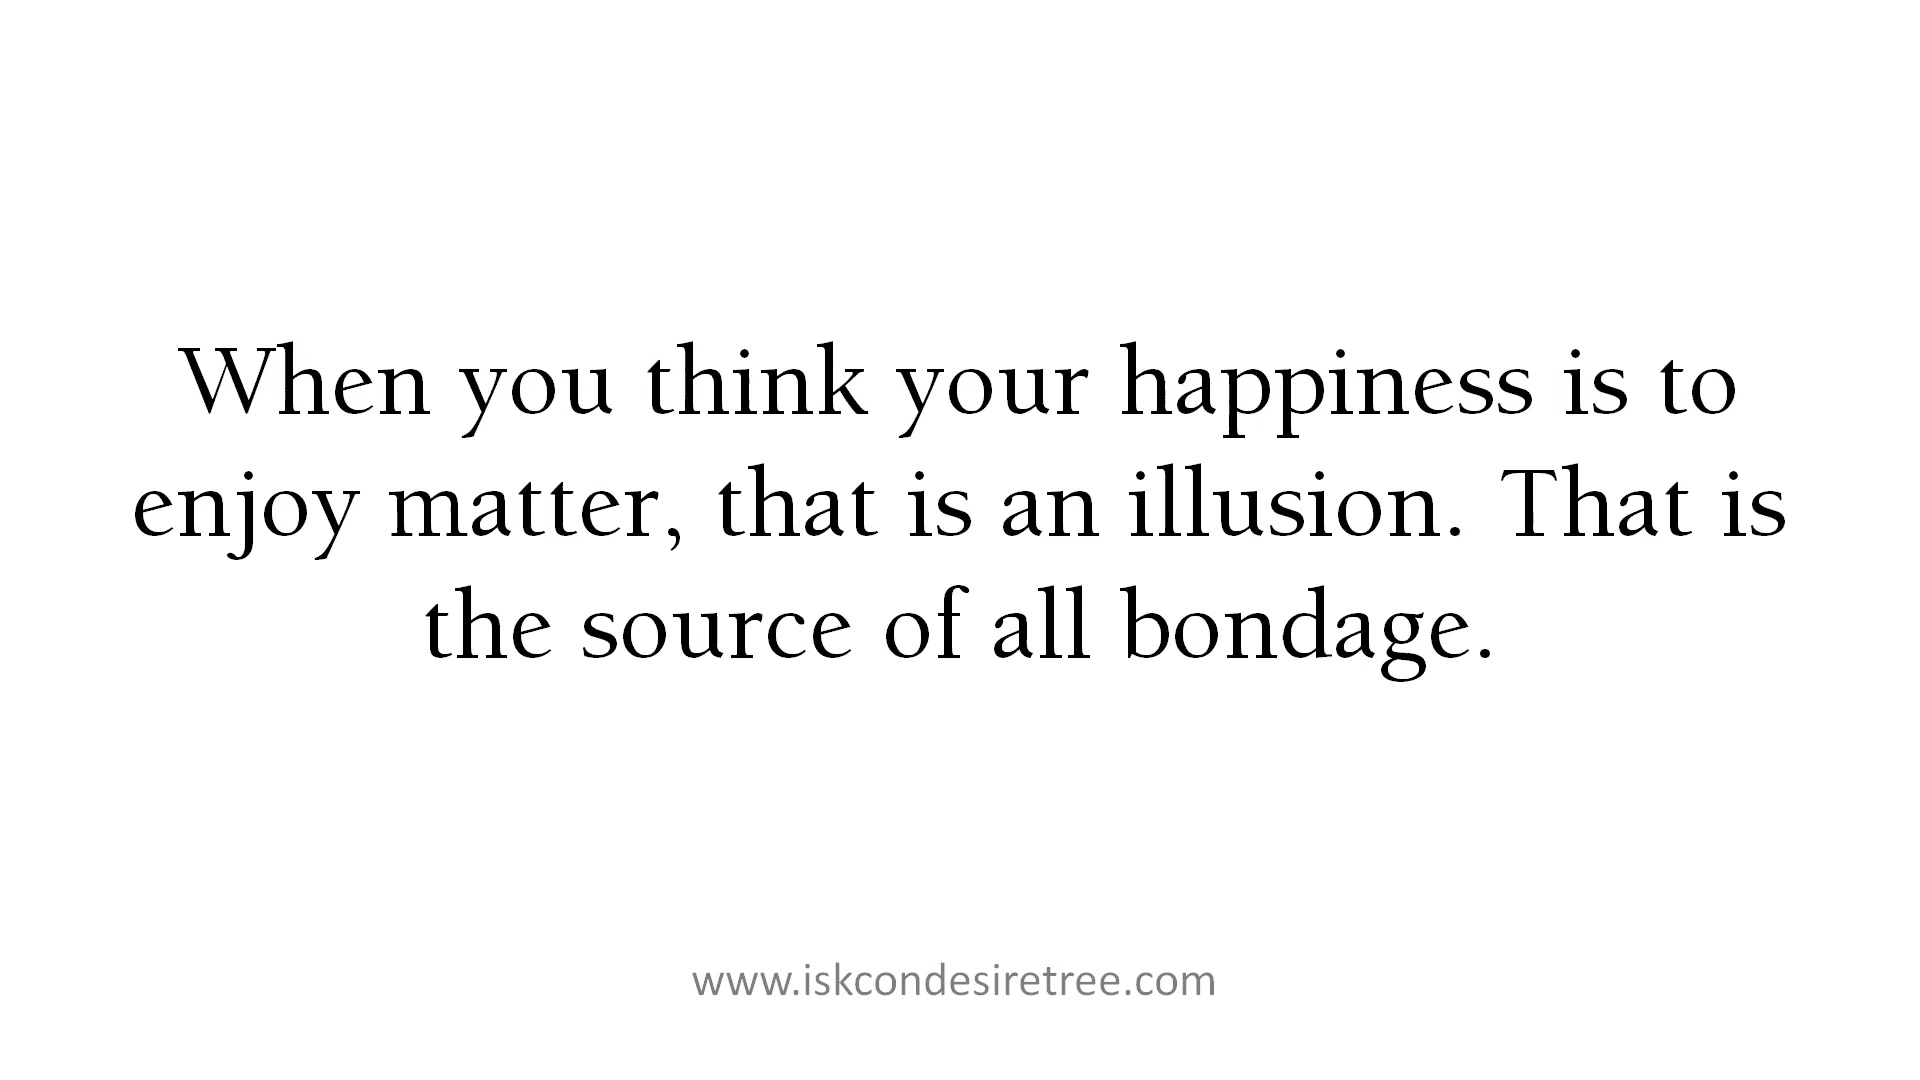 When you think your happiness is to
enjoy matter, that is an illusion. That is
the source of all bondage.
www.iskcondesiretree.com